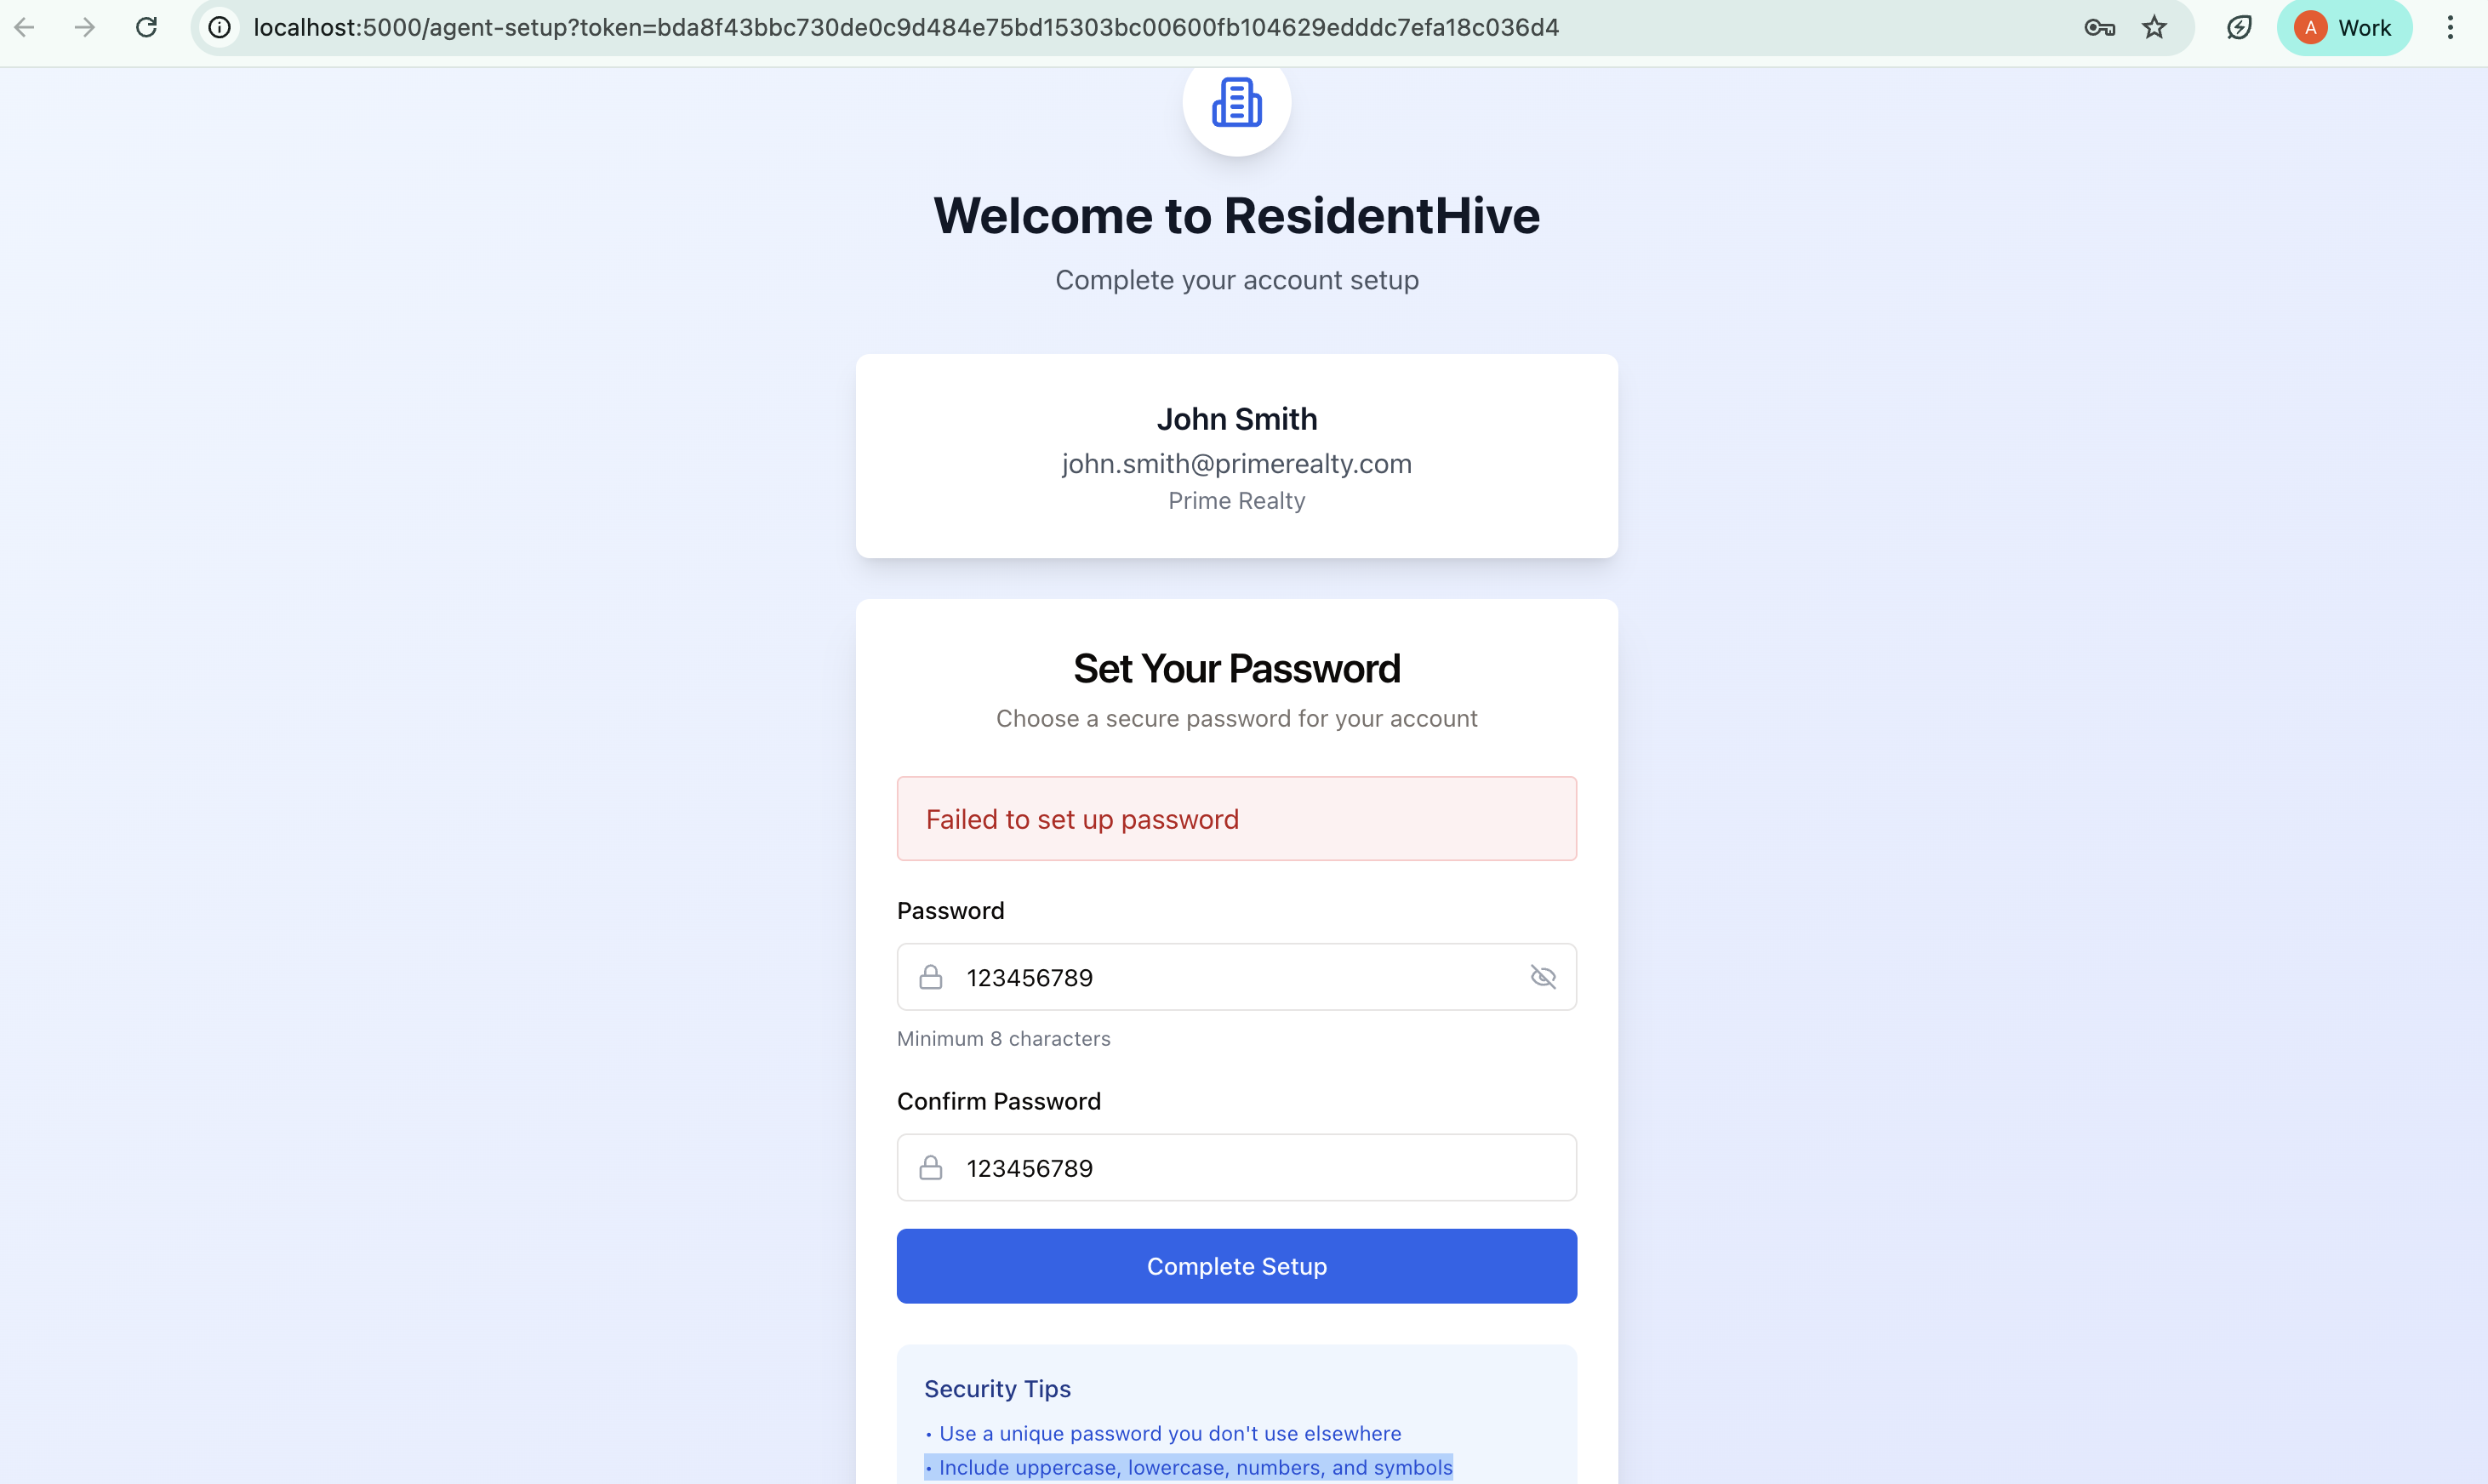 localhost:5000/agent-setup?token=bda8f43bbc730de0c9d484e75bd15303bc00600fb104629edddc7efa18c036d4
A
Work
Welcome to ResidentHive
Complete your account setup
John Smith
john.smith@primerealty.com
Prime Realty
Set Your Password
Choose a secure password for your account
Failed to set up password
Password
123456789
Minimum 8 characters
Confirm Password
123456789
Complete Setup
Security Tips
• Use a unique password you don't use elsewhere
• Include uppercase, lowercase, numbers, and symbols